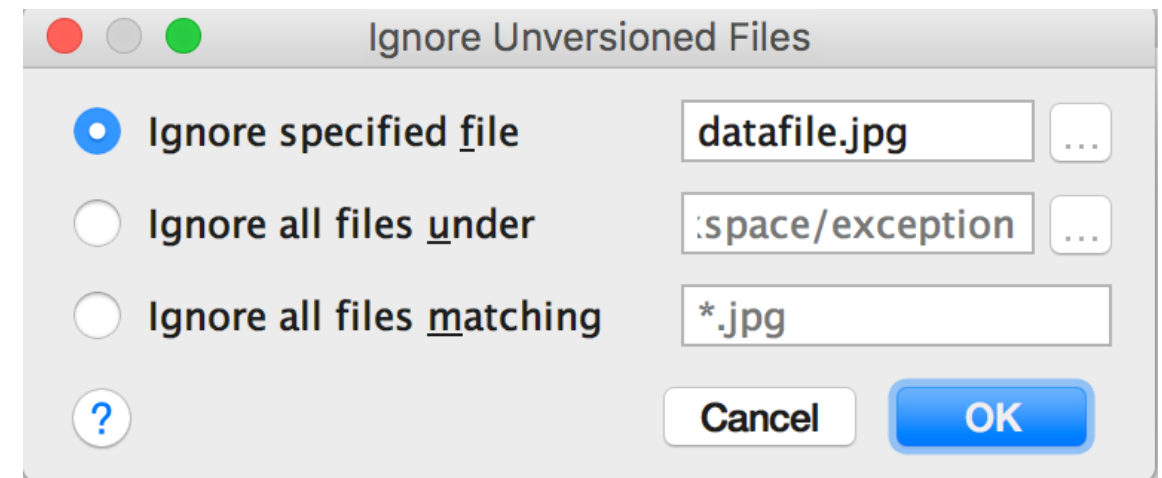 Ignore Unversioned Files
Ignore specified file datafile.jpg ...
Ignore all files under space/exception ...
Ignore all files matching *.jpg
? Cancel OK